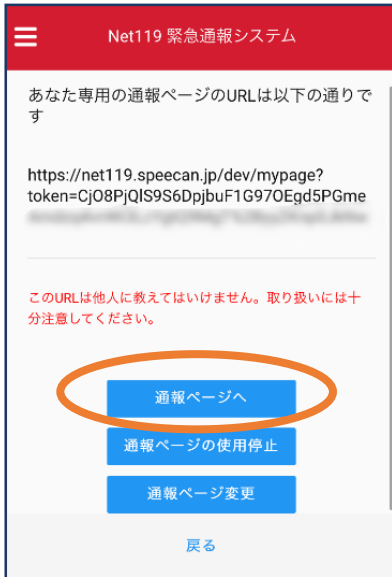 Net119 緊急通報システム
あなた専用の通報ページのURLは以下の通りで
す
https://net119.speecan.jp/dev/mypage?
token=CjO8PjQlS9S6DpjbuF1G97OEgd5PGme
このURLは他人に教えてはいけません。取り扱いには十
分注意してください。
通報ページへ
通報ページの使用停止
通報ページ変更
戻る